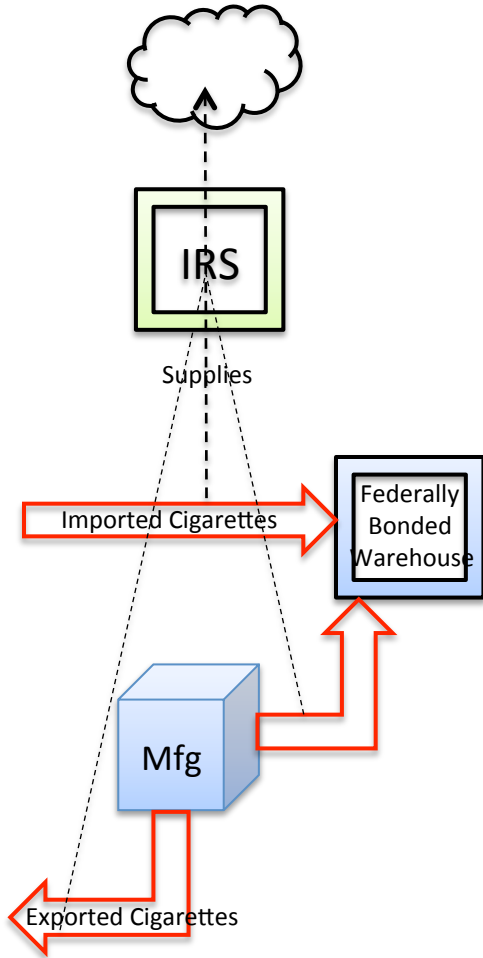 IRS
Supplies
Imported Cigarettes
Federally
Bonded
Warehouse
Mfg
Exported Cigarettes